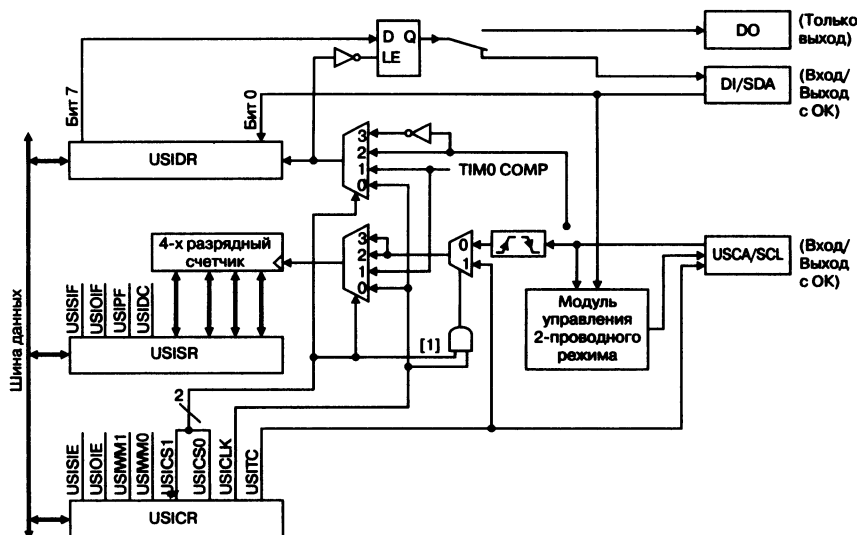 D Q
LE
DO
(Только
выход)
DI/SDA
(Вход/
Выход
с ОК)
Бит 7
Бит 0
USIDR
3
2
1
0
TIM0 COMP
4-х разрядный
счетчик
3
2
1
0
0
1
USCA/SCL
(Вход/
Выход
с ОК)
Модуль
управления
2-проводного
режима
[1]
Шина данных
USISIF
USIOIF
USIPF
USIDC
USISR
2
USISIE
USIOIE
USIWM1
USIWM0
USICS1
USICS0
USICLK
USITC
USICR